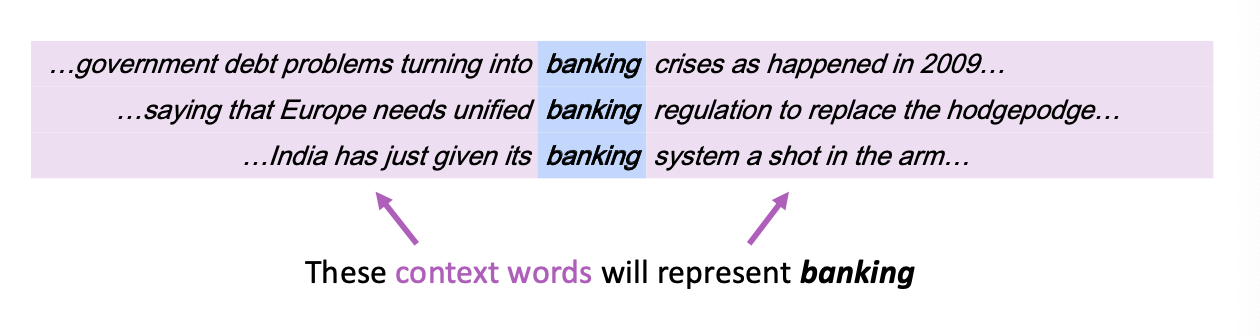 …government debt problems turning into banking crises as happened in 2009…
…saying that Europe needs unified banking regulation to replace the hodgepodge…
…India has just given its banking system a shot in the arm…
These context words will represent banking